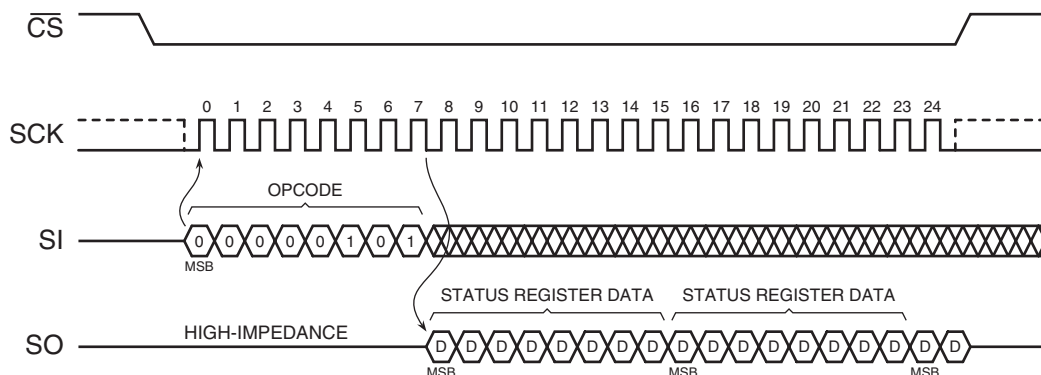 C̅S̅
0 1 2 3 4 5 6 7 8 9 10 11 12 13 14 15 16 17 18 19 20 21 22 23 24
SCK
OPCODE
SI 0 0 0 0 0 1 0 1
MSB
STATUS REGISTER DATA STATUS REGISTER DATA
HIGH-IMPEDANCE
SO D D D D D D D D D D D D D D D D D D
MSB MSB MSB